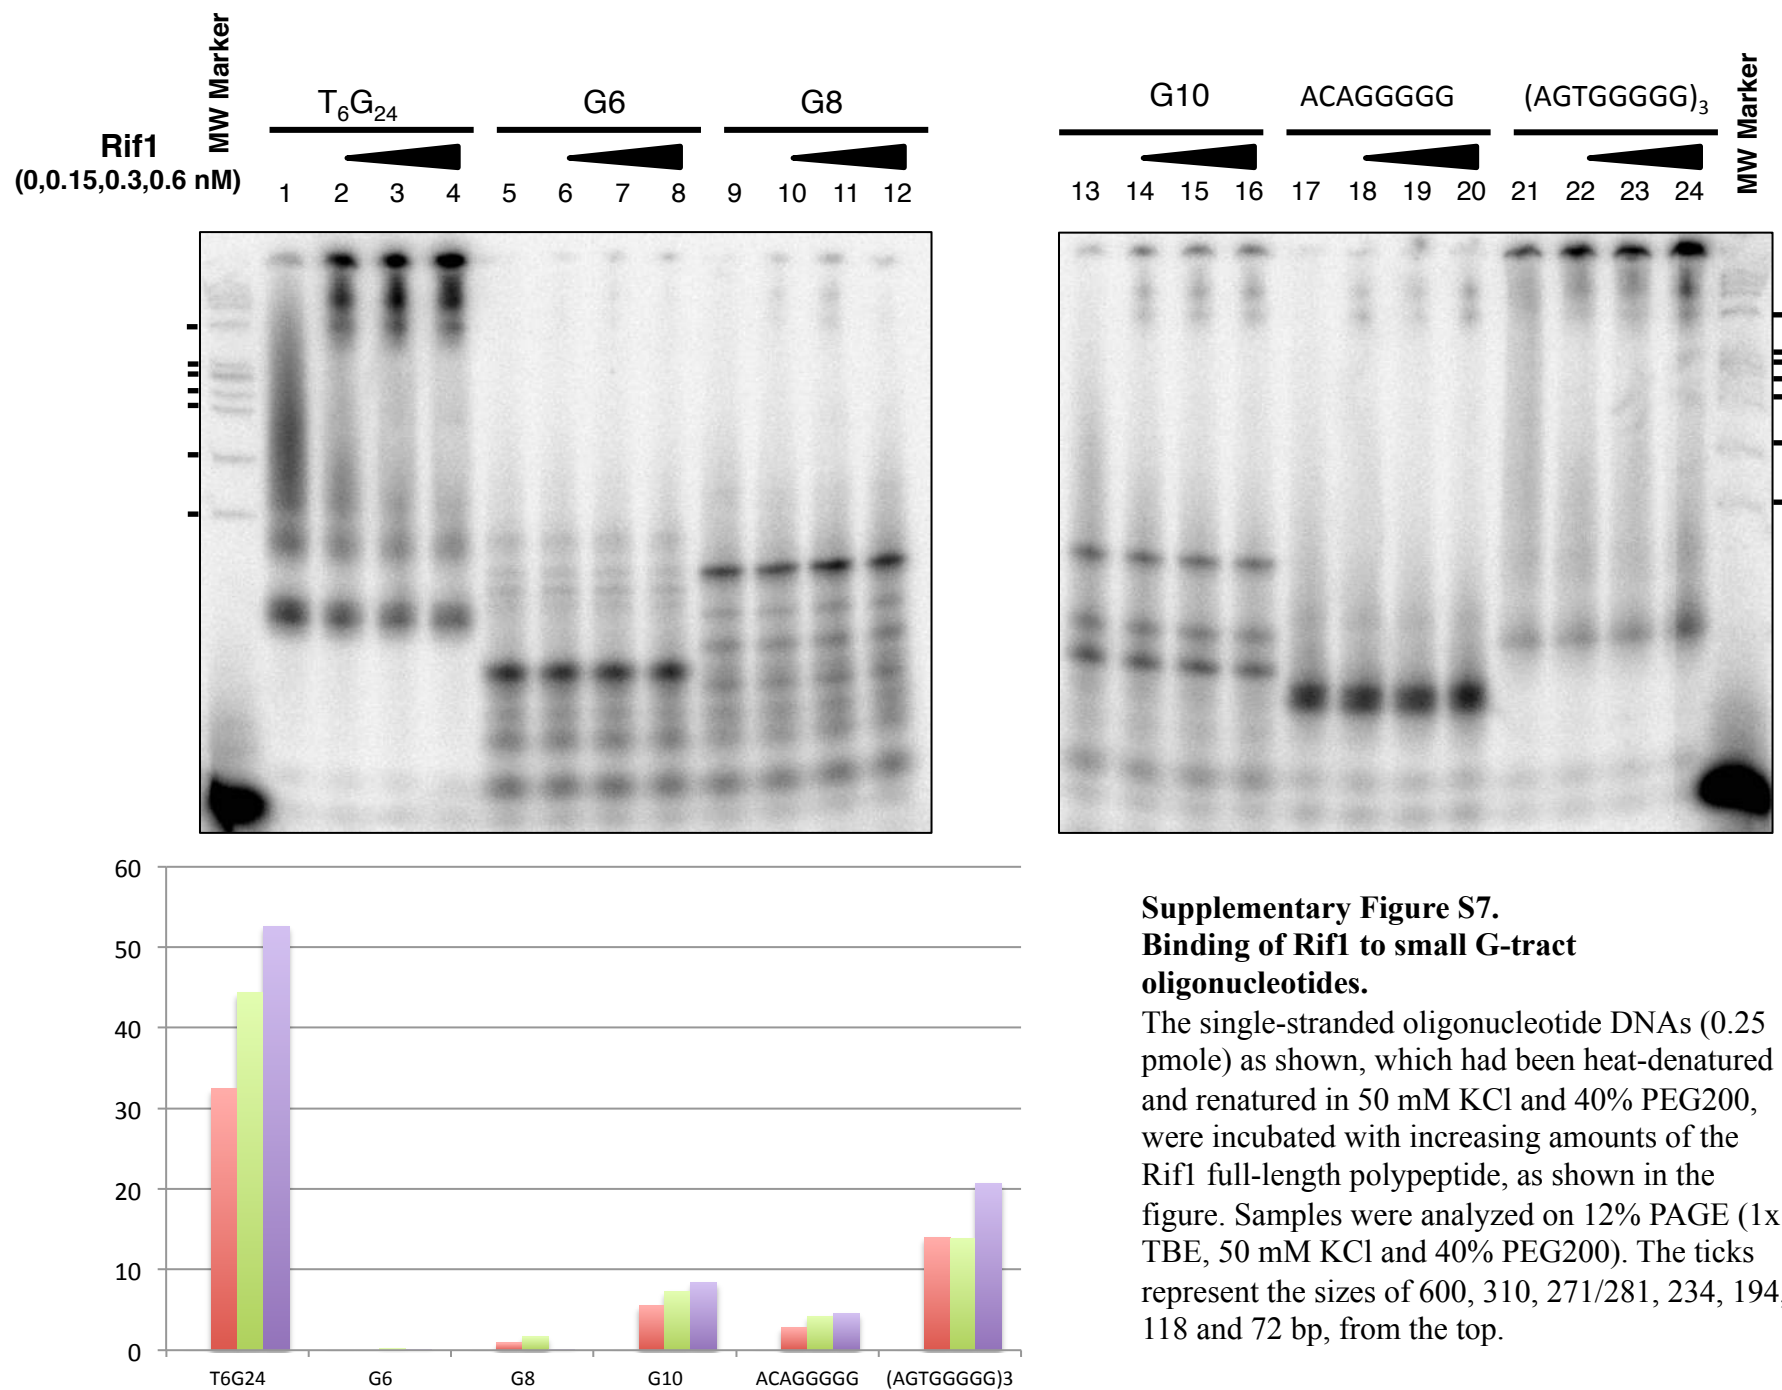 MW Marker
T6G24
G6
G8
Rif1
(0,0.15,0.3,0.6 nM)
1 2 3 4 5 6 7 8 9 10 11 12
G10
ACAGGGGG
(AGTGGGGG)3
MW Marker
13 14 15 16 17 18 19 20 21 22 23 24
60
50
40
30
20
10
0
T6G24
G6
G8
G10
ACAGGGGG
(AGTGGGGG)3
Supplementary Figure S7.
Binding of Rif1 to small G-tract
oligonucleotides.
The single-stranded oligonucleotide DNAs (0.25
pmole) as shown, which had been heat-denatured
and renatured in 50 mM KCl and 40% PEG200,
were incubated with increasing amounts of the
Rif1 full-length polypeptide, as shown in the
figure. Samples were analyzed on 12% PAGE (1x
TBE, 50 mM KCl and 40% PEG200). The ticks
represent the sizes of 600, 310, 271/281, 234, 194,
118 and 72 bp, from the top.